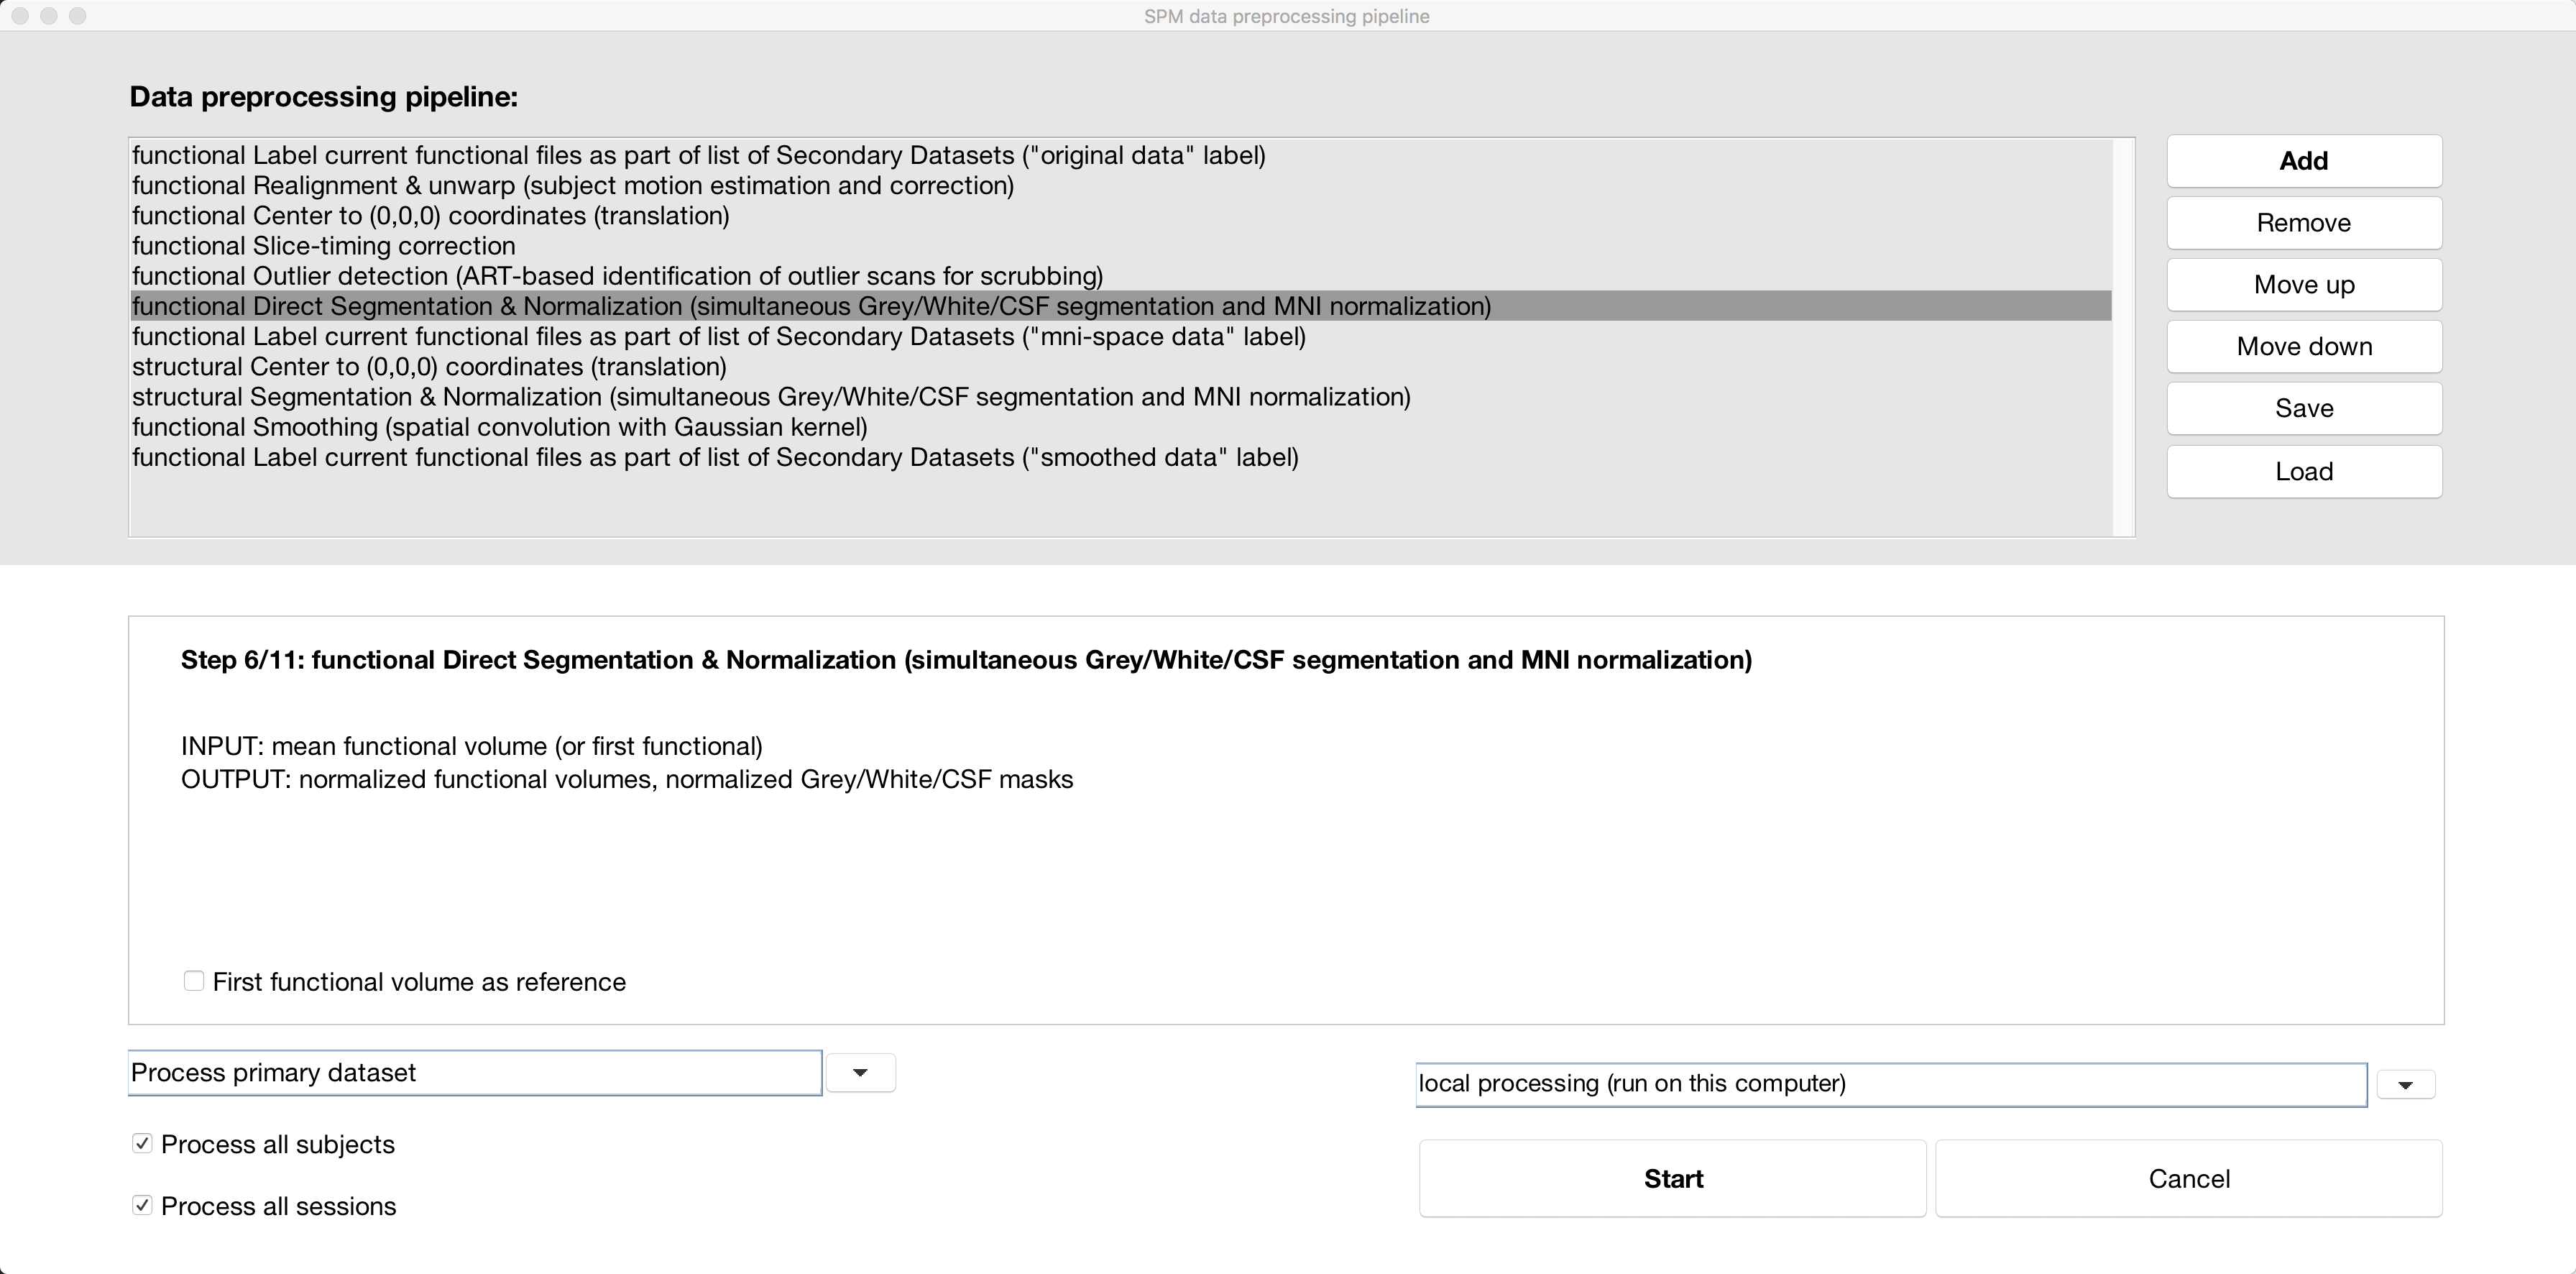 SPM data preprocessing pipeline
Data preprocessing pipeline:
functional Label current functional files as part of list of Secondary Datasets ("original data" label)
functional Realignment & unwarp (subject motion estimation and correction)
functional Center to (0,0,0) coordinates (translation)
functional Slice-timing correction
functional Outlier detection (ART-based identification of outlier scans for scrubbing)
functional Direct Segmentation & Normalization (simultaneous Grey/White/CSF segmentation and MNI normalization)
functional Label current functional files as part of list of Secondary Datasets ("mni-space data" label)
structural Center to (0,0,0) coordinates (translation)
structural Segmentation & Normalization (simultaneous Grey/White/CSF segmentation and MNI normalization)
functional Smoothing (spatial convolution with Gaussian kernel)
functional Label current functional files as part of list of Secondary Datasets ("smoothed data" label)
Add
Remove
Move up
Move down
Save
Load
Step 6/11: functional Direct Segmentation & Normalization (simultaneous Grey/White/CSF segmentation and MNI normalization)
INPUT: mean functional volume (or first functional)
OUTPUT: normalized functional volumes, normalized Grey/White/CSF masks
First functional volume as reference
Process primary dataset
Process all subjects
Process all sessions
local processing (run on this computer)
Start
Cancel